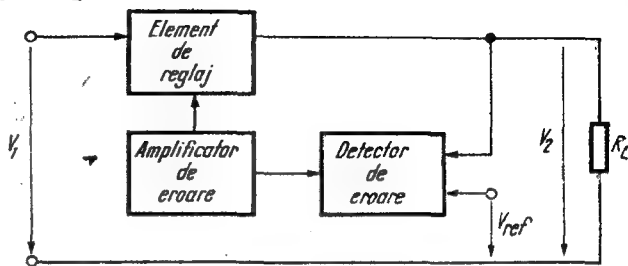 Element
de
reglaj
V1
Amplificator
de
eroare
Detector
de
eroare
V2
RL
Vref